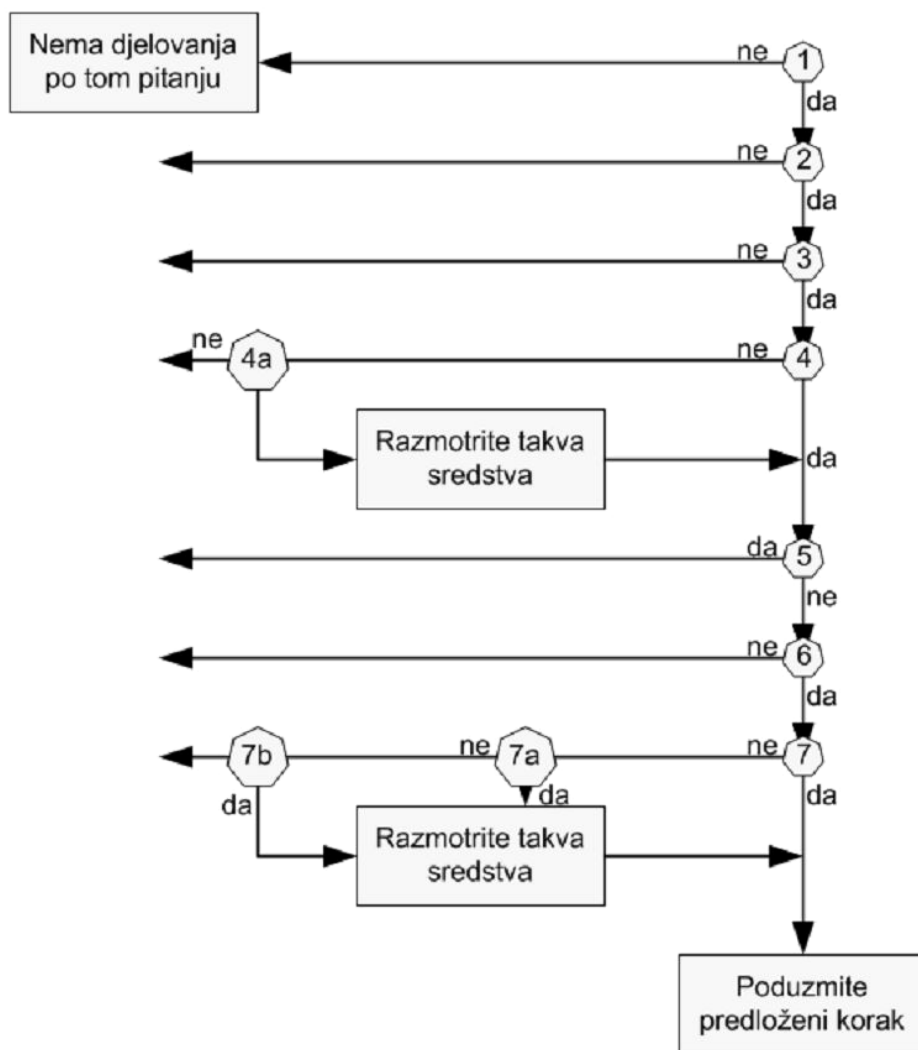 Nema djelovanja
po tom pitanju
ne
1
da
ne
2
da
ne
3
da
ne
4a
ne
4
Razmotrite takva
sredstva
da
da
5
ne
ne
6
da
7b
ne
7a
ne
7
da
da
da
Razmotrite takva
sredstva
Poduzmite
predloženi korak